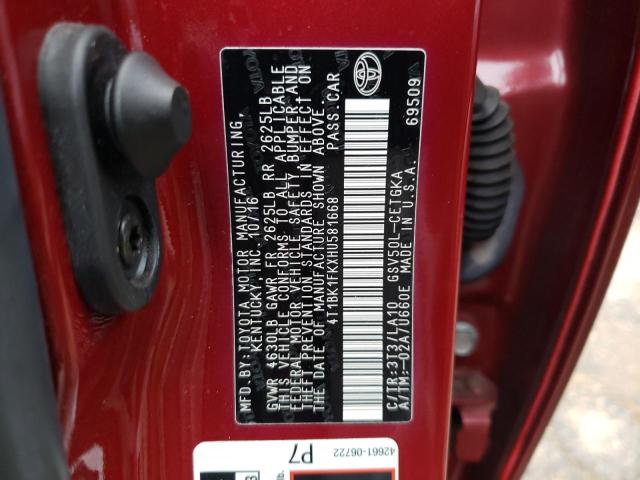 MFD.BY:TOYOTA MOTOR MANUFACTURING,
KENTUCKY, INC. 10/16
GVWR 4630LB GAWR FR 2625LB RR 2625LB
THIS VEHICLE CONFORMS TO ALL APPLICABLE
FEDERAL MOTOR VEHICLE SAFETY, BUMPER AND
THEFT PREVENTION STANDARDS IN EFFECT ON
THE DATE OF MANUFACTURE SHOWN ABOVE.
4T1BK1FKXHU581668 PASS.CAR
C/TR:3T3/LA10 GSV50L-CETGKA
A/TM:-02A/U660E MADE IN U.S.A.
69509
P7
42661-06722